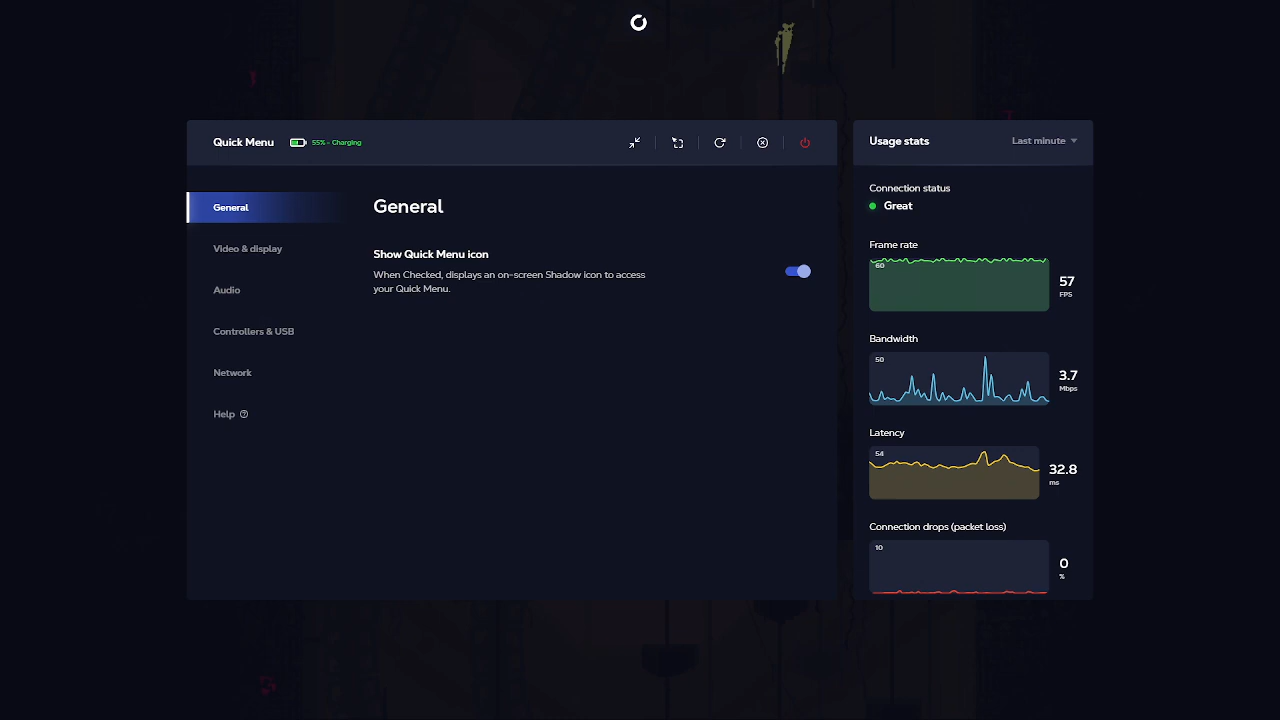 Quick Menu
55% - Charging
General
Video & display
Audio
Controllers & USB
Network
Help
General
Show Quick Menu icon
When Checked, displays an on-screen Shadow icon to access
your Quick Menu.
Usage stats
Last minute
Connection status
Great
Frame rate
60
57
FPS
Bandwidth
50
3.7
Mbps
Latency
54
32.8
ms
Connection drops (packet loss)
10
0
%